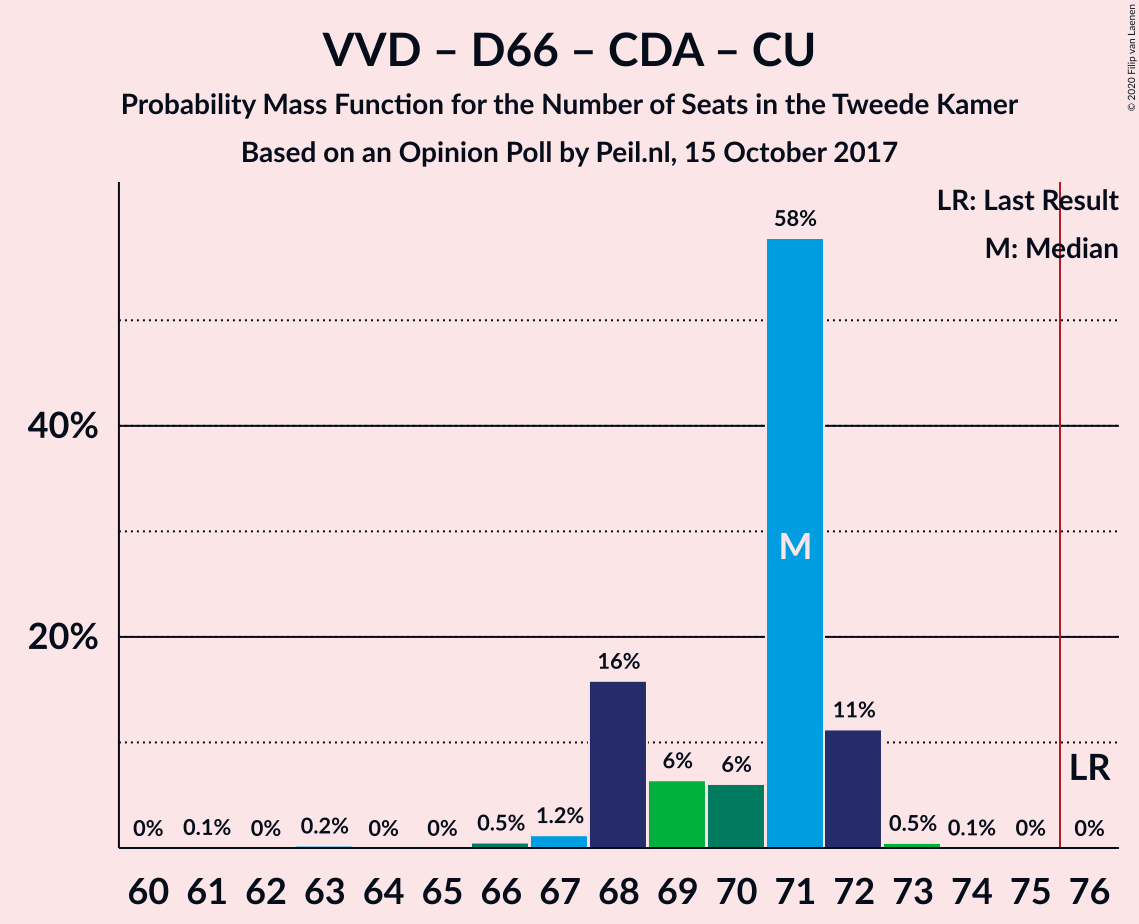 VVD – D66 – CDA – CU
Probability Mass Function for the Number of Seats in the Tweede Kamer
Based on an Opinion Poll by Peil.nl, 15 October 2017
© 2020 Filip van Laenen
LR: Last Result
M: Median
40%
20%
0%
0.1%
0%
0.2%
0%
0%
0.5%
1.2%
16%
6%
6%
58%
11%
0.5%
0.1%
0%
0%
M
LR
60 61 62 63 64 65 66 67 68 69 70 71 72 73 74 75 76